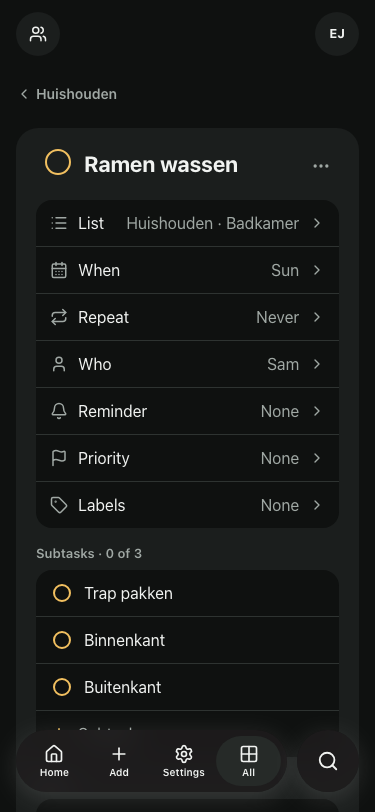 EJ
Huishouden
Ramen wassen
List Huishouden · Badkamer
When Sun
Repeat Never
Who Sam
Reminder None
Priority None
Labels None
Subtasks · 0 of 3
Trap pakken
Binnenkant
Buitenkant
Home Add Settings All